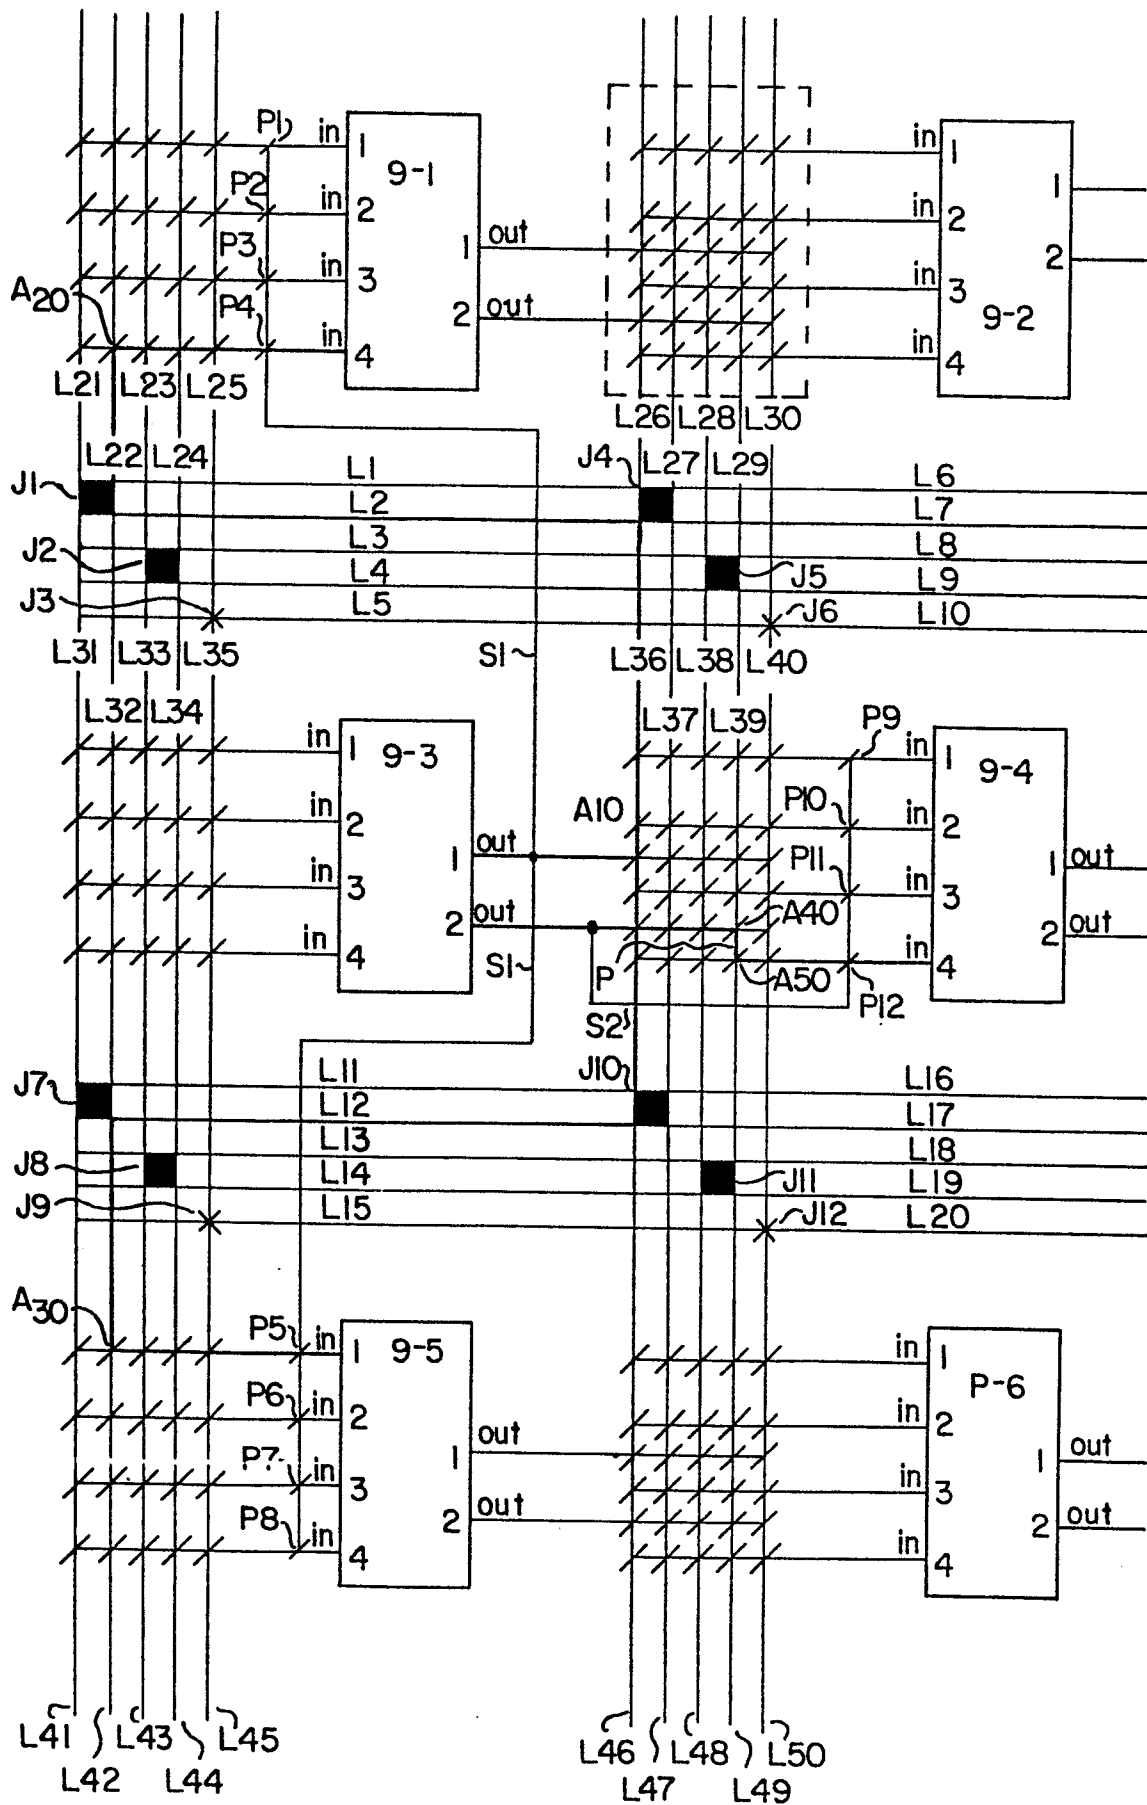 P1 in 1 9-1 in 1 1
P2 in 2 in 2
P3 in 3 1 out in 3 2
A20 P4 in 4 2 out in 4 9-2
L21 L23 L25 L26 L28 L30
L22 L24 L1 J4 L27 L29 L6
J1 L2 L7
J2 L3 L8
L4 J5 L9
J3 L5 J6 L10
L31 L33 L35 S1 L36 L38 L40
L32 L34 L37 L39 P9
in 1 9-3 in 1 9-4
in 2 A10 P10 in 2
in 3 1 out P11 in 3 1 out
in 4 2 out A40 2 out
S1 P A50 in 4
S2 P12
J7 L11 J10 L16
L12 L17
L13 L18
J8 L14 J11 L19
J9 L15 J12 L20
A30 P5 in 1 9-5 in 1 P-6
P6 in 2 in 2
P7 in 3 1 out in 3 1 out
P8 in 4 2 out in 4 2 out
L41 L43 L45 L46 L48 L50
L42 L44 L47 L49